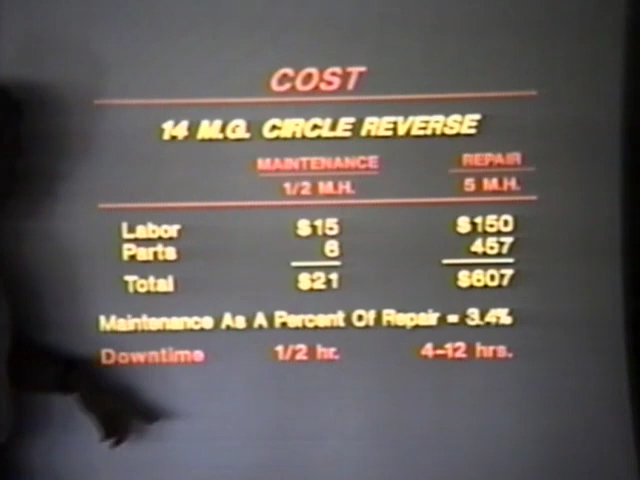 COST
14 M.G. CIRCLE REVERSE
MAINTENANCE REPAIR
1/2 M.H. 5 M.H.
Labor $15 $150
Parts 6 457
Total $21 $607
Maintenance As A Percent Of Repair = 3.4%
Downtime 1/2 hr. 4-12 hrs.